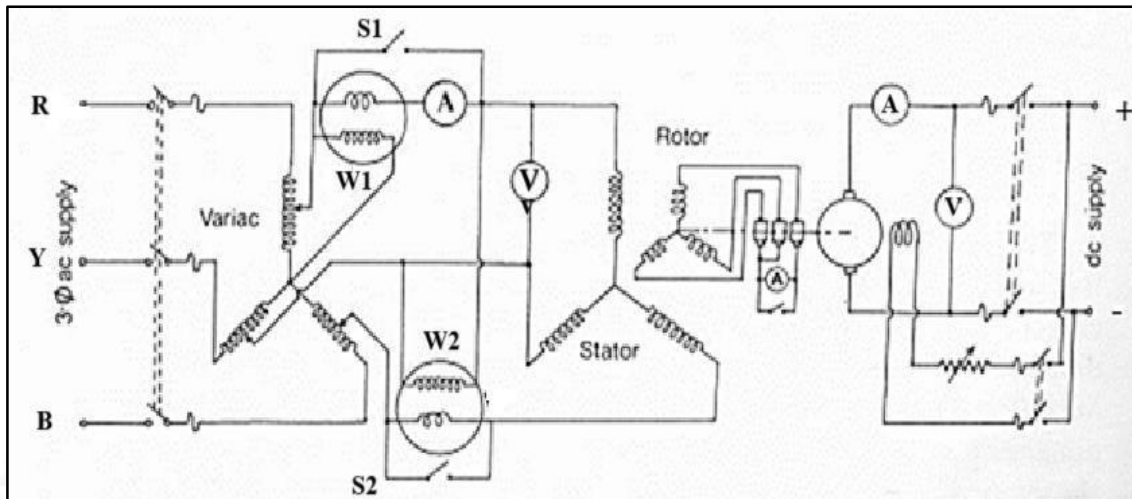 S1
R
A
+
A
W1
Rotor
V
Variac
V
3-Ø ac supply
Y
dc supply
A
-
W2
Stator
B
S2